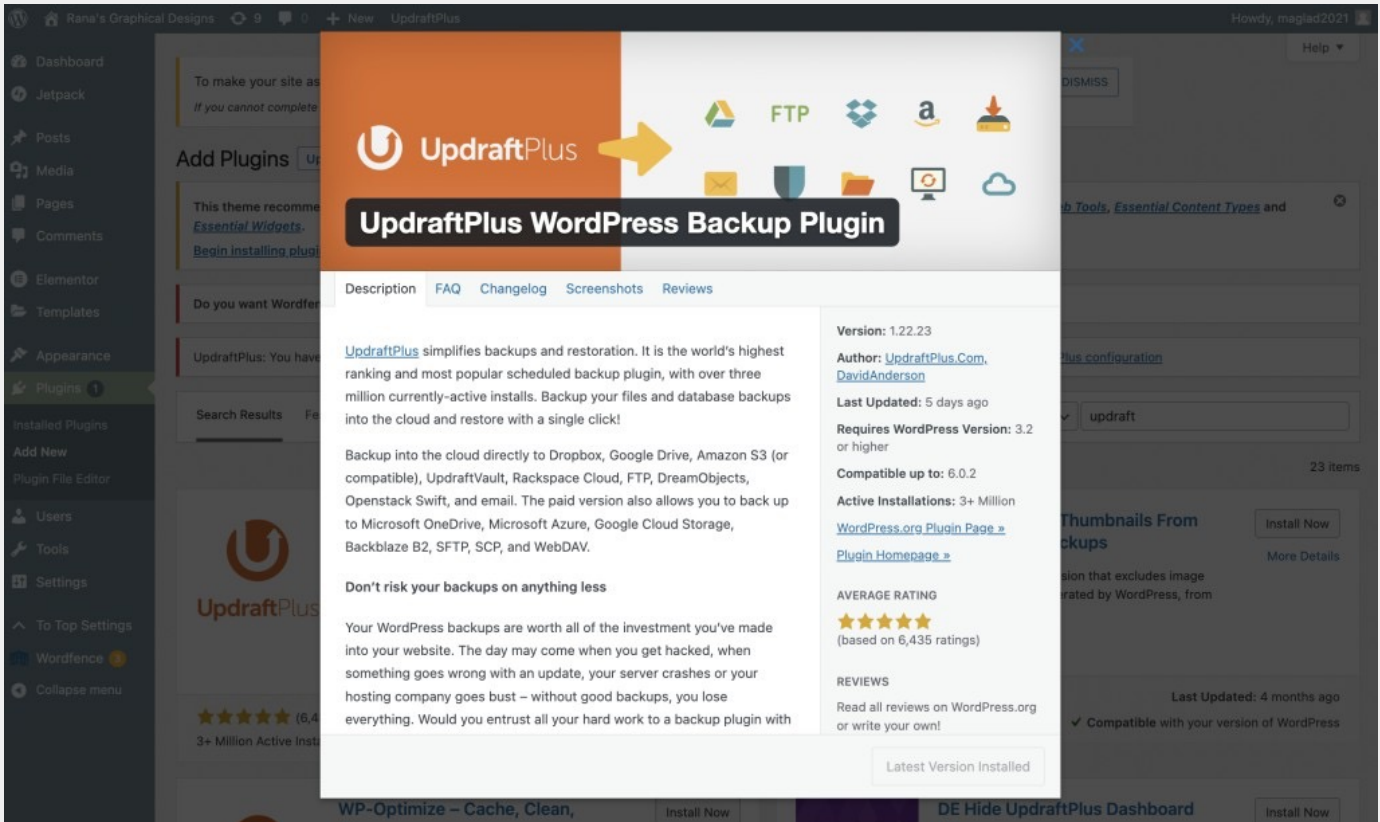 Rana's Graphical Designs 9 0 + New UpdraftPlus Howdy, maglad2021
Help
Dashboard
Jetpack
Posts
Media
Pages
Comments
Elementor
Templates
Appearance
Plugins 1
Installed Plugins
Add New
Plugin File Editor
Users
Tools
Settings
To Top Settings
Wordfence 3
Collapse menu
To make your site as
If you cannot complete
DISMISS
Add Plugins
This theme recomme
Essential Widgets.
Begin installing plugi
b Tools, Essential Content Types and
Do you want Wordfer
UpdraftPlus: You have
Plus configuration
Search Results
updraft
23 items
UpdraftPlus
FTP
a
UpdraftPlus WordPress Backup Plugin
Description FAQ Changelog Screenshots Reviews
UpdraftPlus simplifies backups and restoration. It is the world's highest
ranking and most popular scheduled backup plugin, with over three
million currently-active installs. Backup your files and database backups
into the cloud and restore with a single click!
Backup into the cloud directly to Dropbox, Google Drive, Amazon S3 (or
compatible), UpdraftVault, Rackspace Cloud, FTP, DreamObjects,
Openstack Swift, and email. The paid version also allows you to back up
to Microsoft OneDrive, Microsoft Azure, Google Cloud Storage,
Backblaze B2, SFTP, SCP, and WebDAV.
Don't risk your backups on anything less
Your WordPress backups are worth all of the investment you've made
into your website. The day may come when you get hacked, when
something goes wrong with an update, your server crashes or your
hosting company goes bust – without good backups, you lose
everything. Would you entrust all your hard work to a backup plugin with
Version: 1.22.23
Author: UpdraftPlus.Com,
DavidAnderson
Last Updated: 5 days ago
Requires WordPress Version: 3.2
or higher
Compatible up to: 6.0.2
Active Installations: 3+ Million
WordPress.org Plugin Page »
Plugin Homepage »
AVERAGE RATING
(based on 6,435 ratings)
REVIEWS
Read all reviews on WordPress.org
or write your own!
Latest Version Installed
UpdraftPlus
(6,4
3+ Million Active Insta
Thumbnails From
ckups
Install Now
More Details
sion that excludes image
erated by WordPress, from
Last Updated: 4 months ago
✓ Compatible with your version of WordPress
WP-Optimize – Cache, Clean,
Install Now
DE Hide UpdraftPlus Dashboard
Install Now